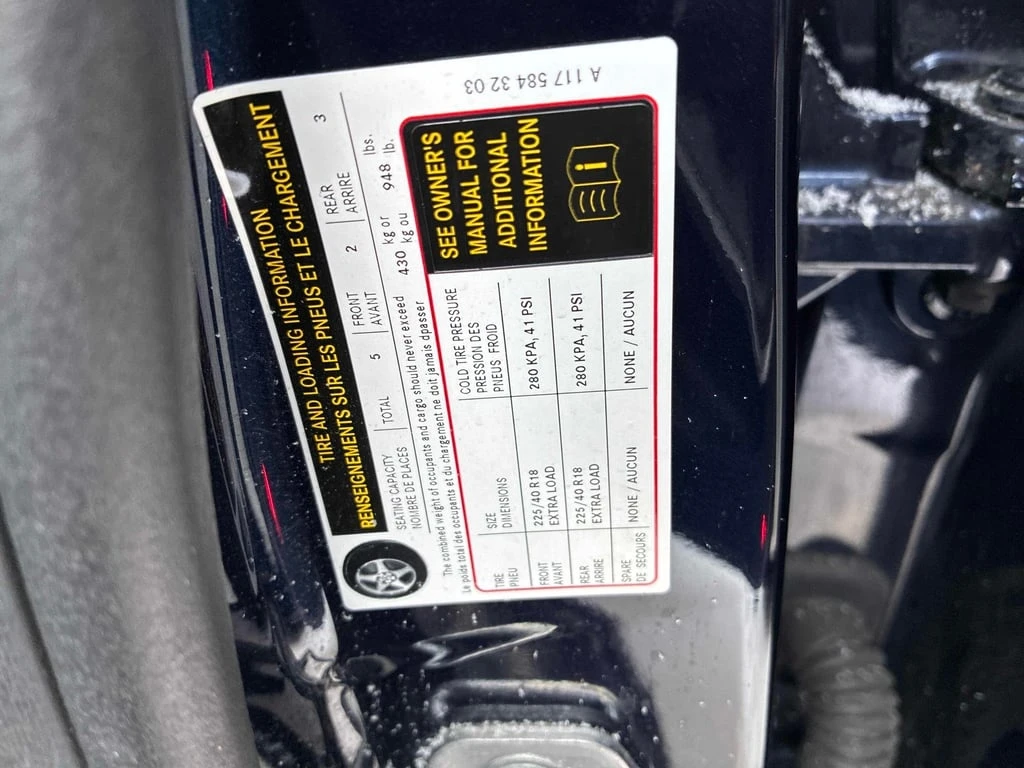 TIRE AND LOADING INFORMATION
RENSEIGNEMENTS SUR LES PNEUS ET LE CHARGEMENT
SEATING CAPACITY
NOMBRE DE PLACES
TOTAL 5
FRONT
AVANT
2
REAR
ARRIRE
3
The combined weight of occupants and cargo should never exceed 430 kg or 948 lbs.
Le poids total des occupants et du chargement ne doit jamais dpasser kg ou lb.
TIRE
PNEU
SIZE
DIMENSIONS
COLD TIRE PRESSURE
PRESSION DES
PNEUS FROID
FRONT
AVANT
225/40 R18
EXTRA LOAD
280 KPA, 41 PSI
REAR
ARRIRE
225/40 R18
EXTRA LOAD
280 KPA, 41 PSI
SPARE
DE SECOURS
NONE / AUCUN
NONE / AUCUN
SEE OWNER'S
MANUAL FOR
ADDITIONAL
INFORMATION
i
A 117 584 32 03